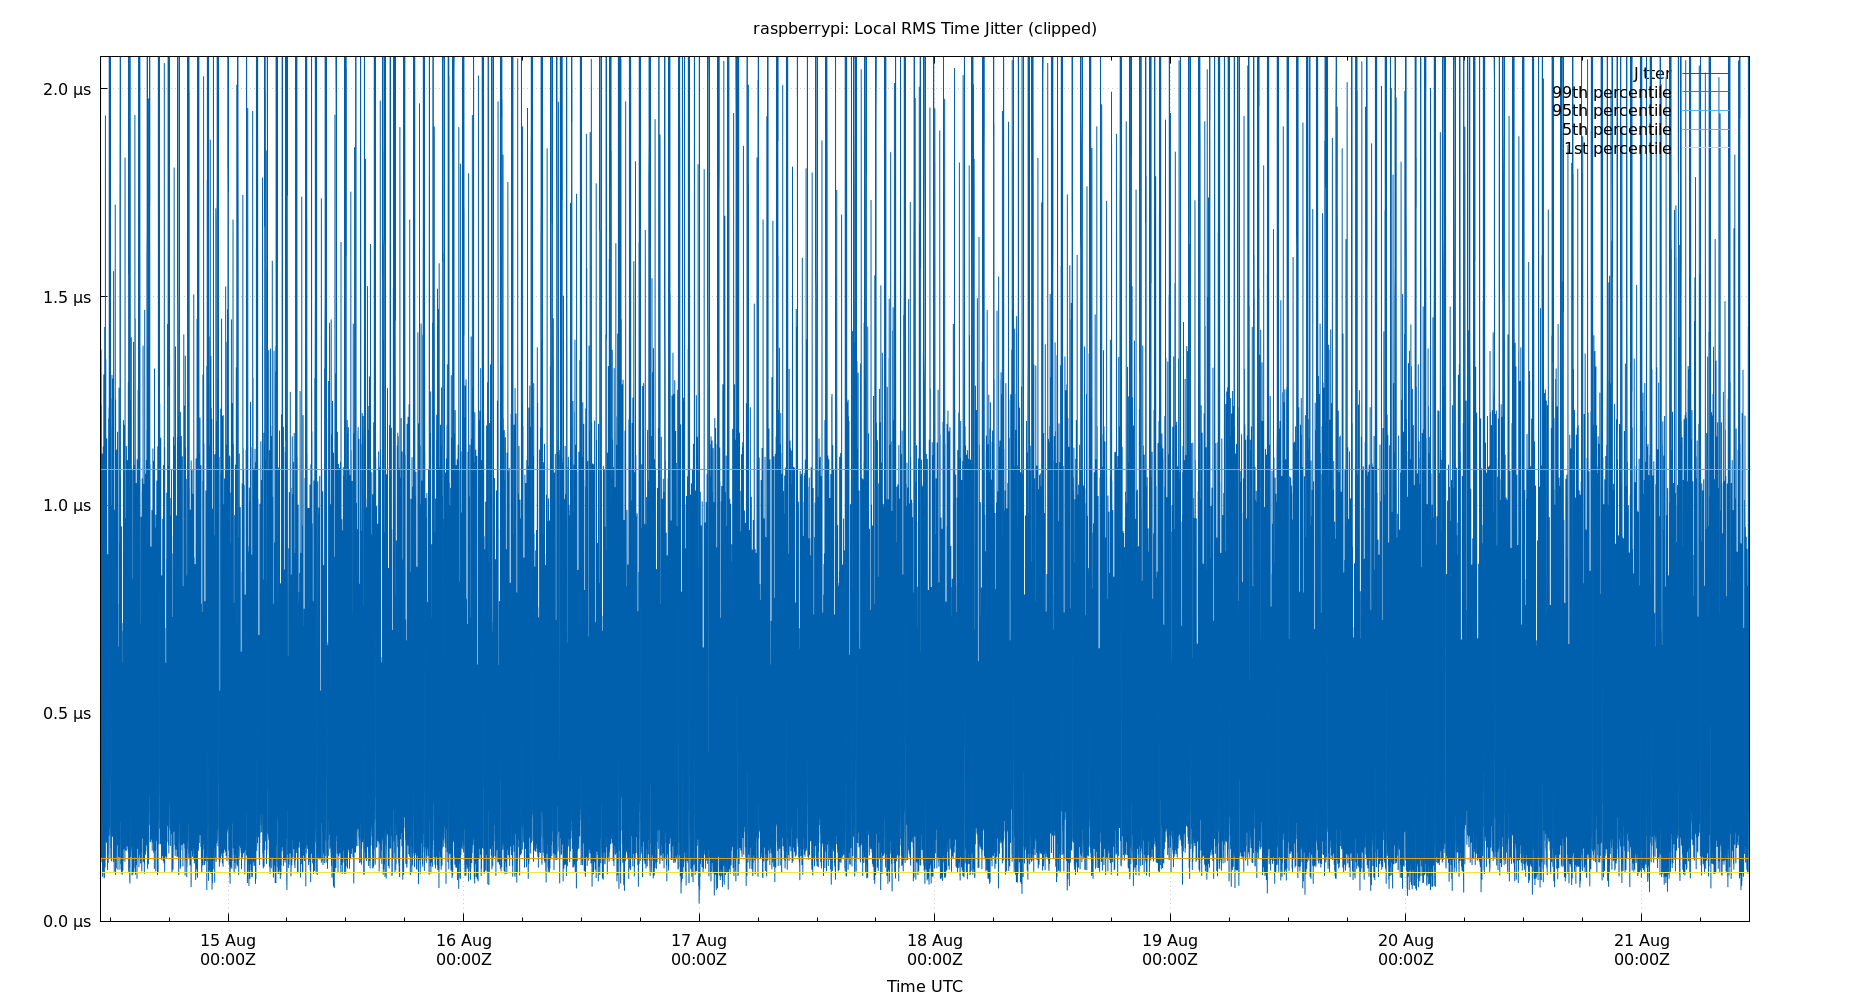 raspberrypi: Local RMS Time Jitter (clipped)
2.0 µs
1.5 µs
1.0 µs
0.5 µs
0.0 µs
Jitter
99th percentile
95th percentile
5th percentile
1st percentile
15 Aug
00:00Z
16 Aug
00:00Z
17 Aug
00:00Z
18 Aug
00:00Z
19 Aug
00:00Z
20 Aug
00:00Z
21 Aug
00:00Z
Time UTC